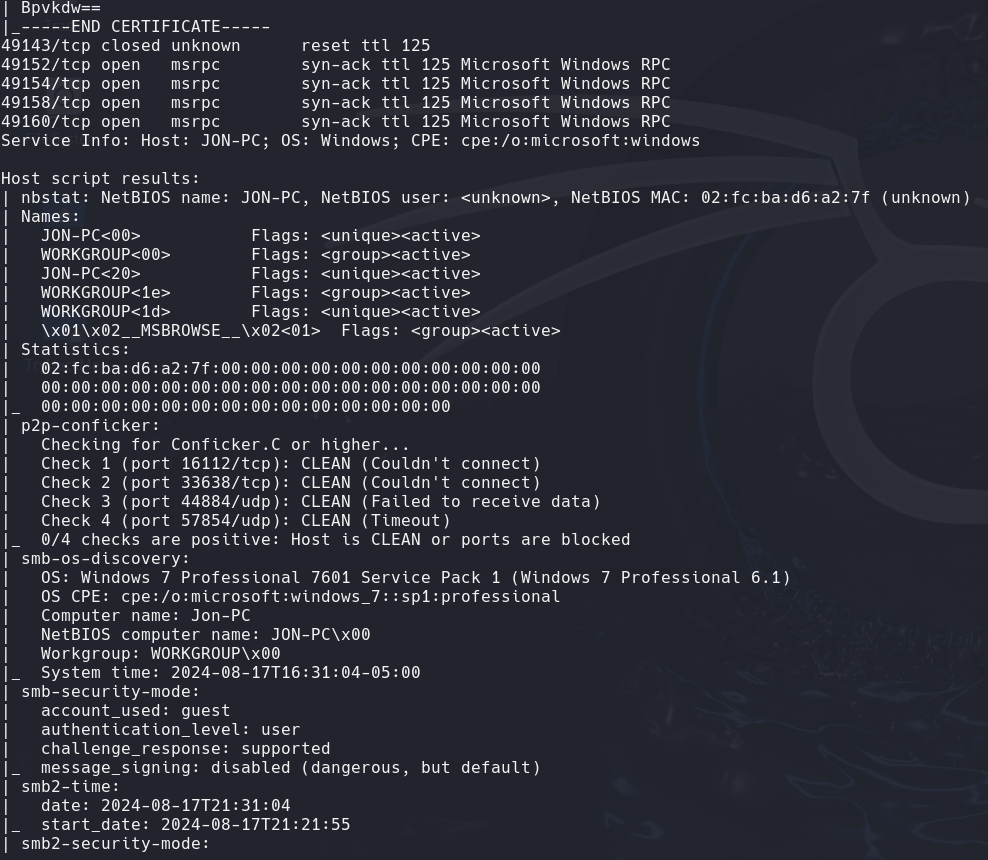 | Bpvkdw==
|_-----END CERTIFICATE-----
49143/tcp closed unknown      reset ttl 125
49152/tcp open   msrpc        syn-ack ttl 125 Microsoft Windows RPC
49154/tcp open   msrpc        syn-ack ttl 125 Microsoft Windows RPC
49158/tcp open   msrpc        syn-ack ttl 125 Microsoft Windows RPC
49160/tcp open   msrpc        syn-ack ttl 125 Microsoft Windows RPC
Service Info: Host: JON-PC; OS: Windows; CPE: cpe:/o:microsoft:windows

Host script results:
| nbstat: NetBIOS name: JON-PC, NetBIOS user: <unknown>, NetBIOS MAC: 02:fc:ba:d6:a2:7f (unknown)
| Names:
|   JON-PC<00>           Flags: <unique><active>
|   WORKGROUP<00>        Flags: <group><active>
|   JON-PC<20>           Flags: <unique><active>
|   WORKGROUP<1e>        Flags: <group><active>
|   WORKGROUP<1d>        Flags: <unique><active>
|   \x01\x02__MSBROWSE__\x02<01>  Flags: <group><active>
| Statistics:
|   02:fc:ba:d6:a2:7f:00:00:00:00:00:00:00:00:00:00:00
|   00:00:00:00:00:00:00:00:00:00:00:00:00:00:00:00:00
|_  00:00:00:00:00:00:00:00:00:00:00:00:00:00
| p2p-conficker:
|   Checking for Conficker.C or higher...
|   Check 1 (port 16112/tcp): CLEAN (Couldn't connect)
|   Check 2 (port 33638/tcp): CLEAN (Couldn't connect)
|   Check 3 (port 44884/udp): CLEAN (Failed to receive data)
|   Check 4 (port 57854/udp): CLEAN (Timeout)
|_  0/4 checks are positive: Host is CLEAN or ports are blocked
| smb-os-discovery:
|   OS: Windows 7 Professional 7601 Service Pack 1 (Windows 7 Professional 6.1)
|   OS CPE: cpe:/o:microsoft:windows_7::sp1:professional
|   Computer name: Jon-PC
|   NetBIOS computer name: JON-PC\x00
|   Workgroup: WORKGROUP\x00
|_  System time: 2024-08-17T16:31:04-05:00
| smb-security-mode:
|   account_used: guest
|   authentication_level: user
|   challenge_response: supported
|_  message_signing: disabled (dangerous, but default)
| smb2-time:
|   date: 2024-08-17T21:31:04
|_  start_date: 2024-08-17T21:21:55
| smb2-security-mode: